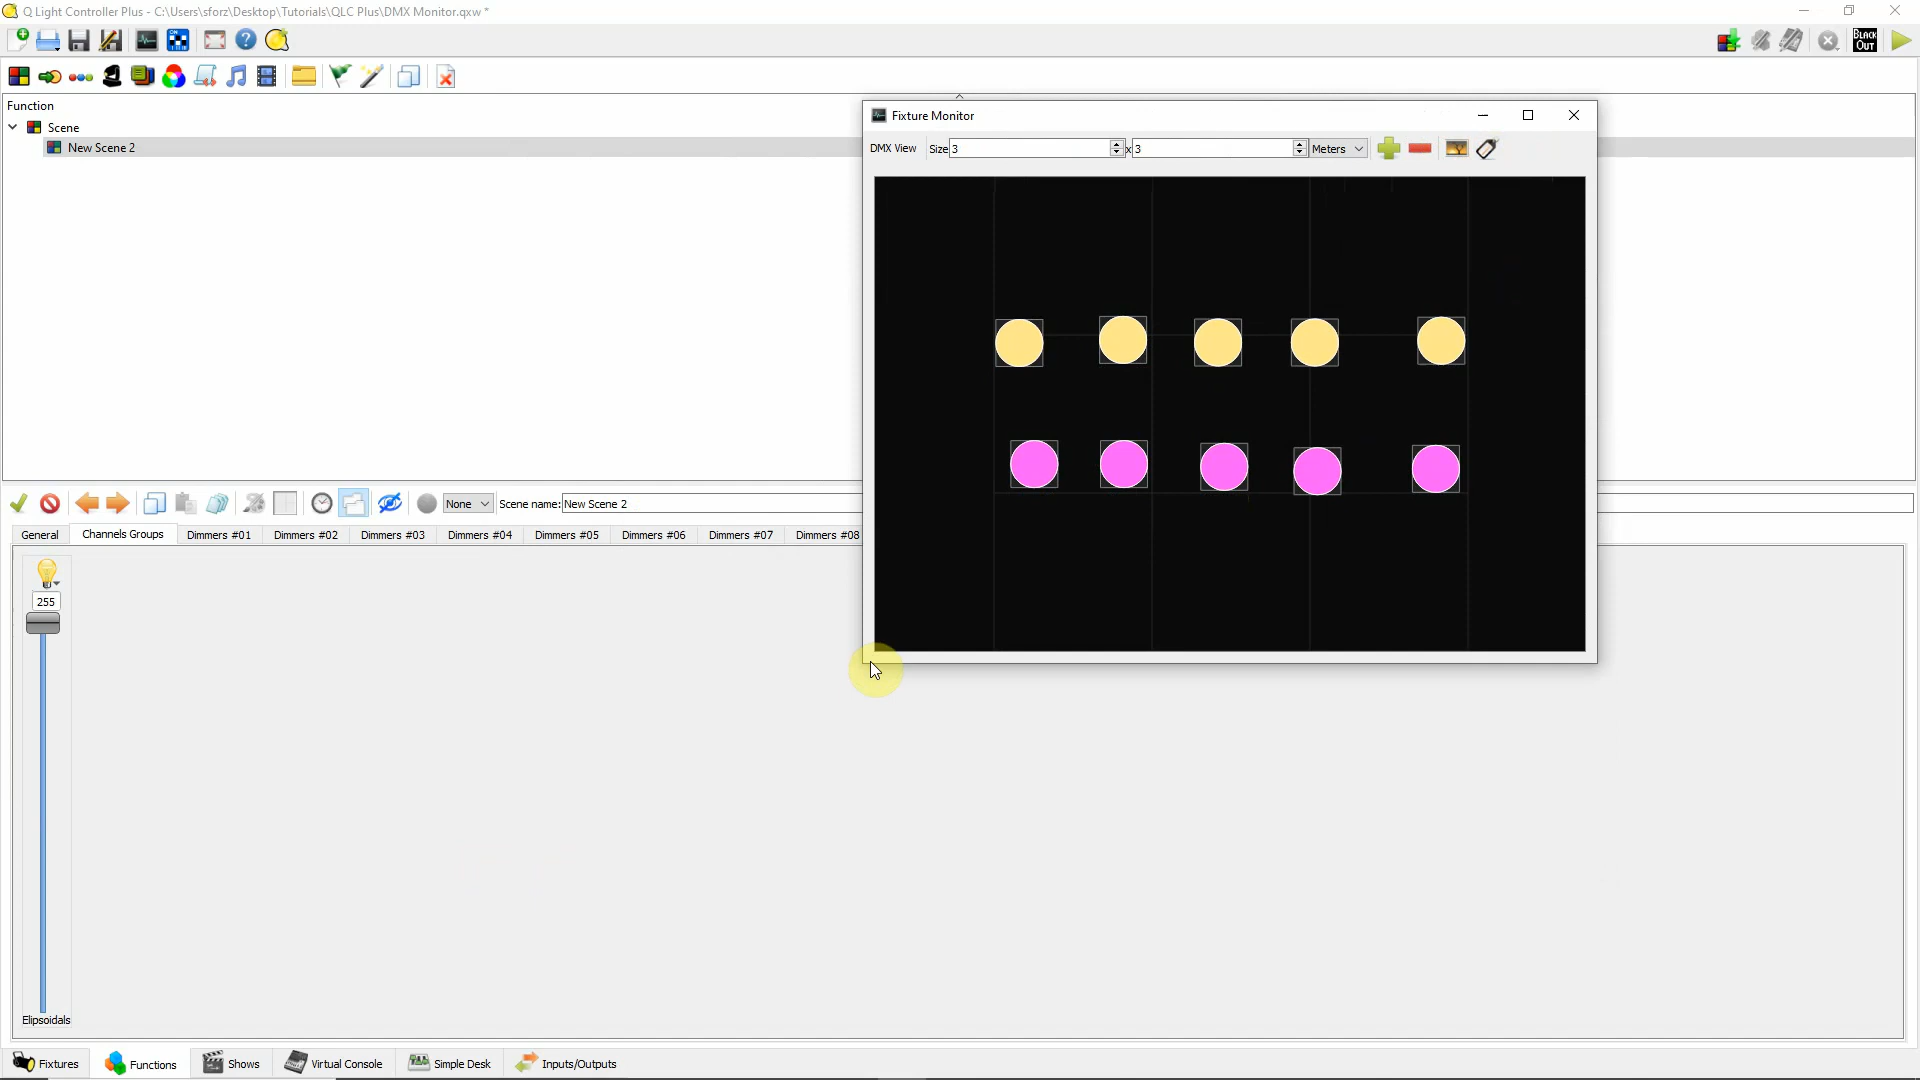 Q Light Controller Plus - C:\Users\sforz\Desktop\Tutorials\QLC Plus\DMX Monitor.qxw *
ON
BLACK OUT
Function
Scene
New Scene 2
Fixture Monitor
DMX View Size 3 x 3 Meters
None Scene name: New Scene 2
General Channels Groups Dimmers #01 Dimmers #02 Dimmers #03 Dimmers #04 Dimmers #05 Dimmers #06 Dimmers #07 Dimmers #08
255
Elipsoidals
Fixtures Functions Shows Virtual Console Simple Desk Inputs/Outputs